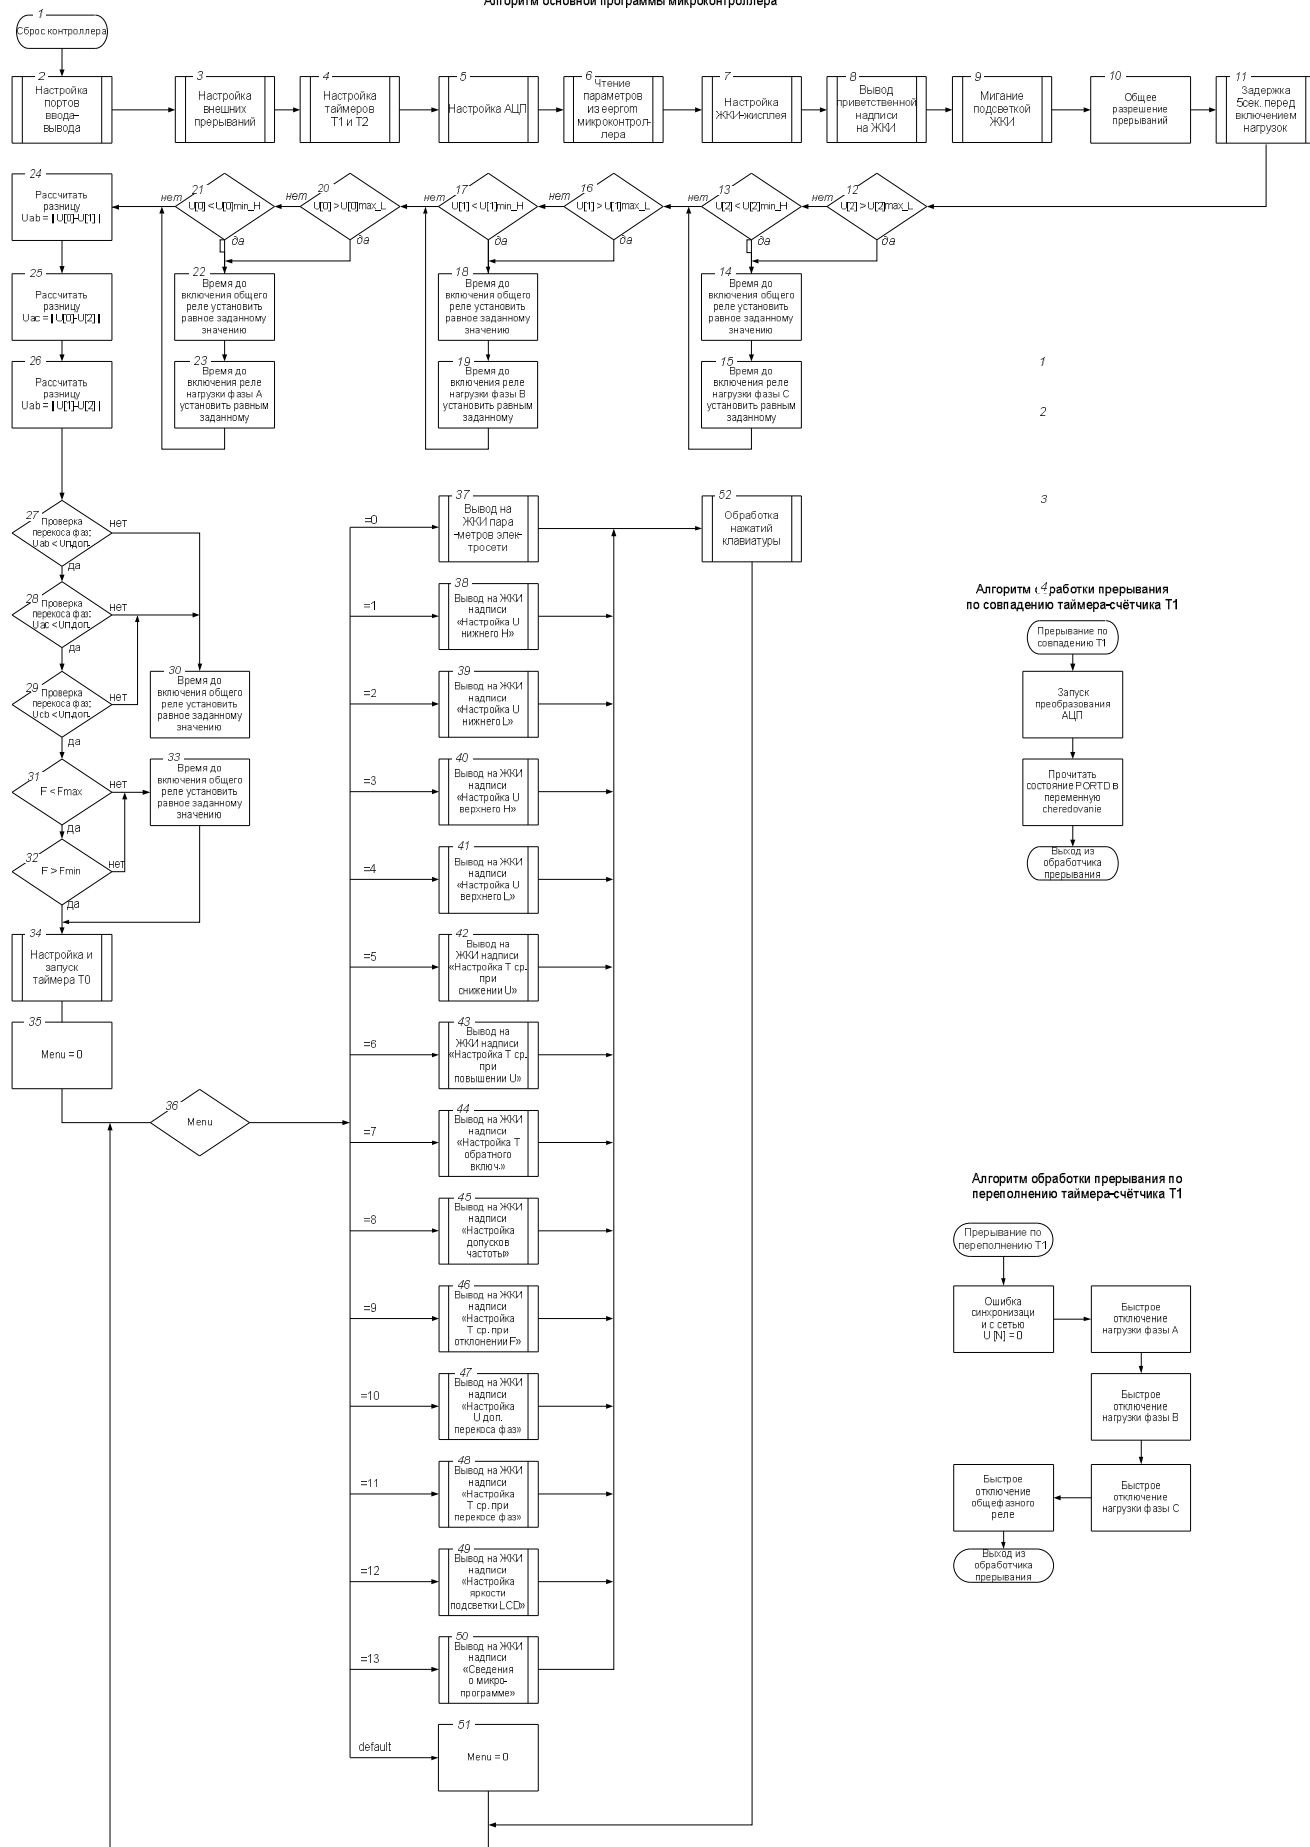 Алгоритм основной программы микроконтроллера
1
Сброс контроллера
2
Настройка
портов
ввода-
вывода
3
Настройка
внешних
прерываний
4
Настройка
таймеров
Т1 и Т2
5
Настройка АЦП
6
Чтение
параметров
из eeprom
микроконтрол-
лера
7
Настройка
ЖКИ-жисплея
8
Вывод
приветственной
надписи
на ЖКИ
9
Мигание
подсветкой
ЖКИ
10
Общее
разрешение
прерываний
11
Задержка
5сек. перед
включением
нагрузок
24
Рассчитать
разницу
Uab = | U[0]-U[1] |
21
U[0] < U[0]min_H
нет
да
20
U[0] > U[0]max_L
нет
да
17
U[1] < U[1]min_H
нет
да
16
U[1] > U[1]max_L
нет
да
13
U[2] < U[2]min_H
нет
да
12
U[2] > U[2]max_L
нет
да
25
Рассчитать
разницу
Uac = | U[0]-U[2] |
22
Время до
включения общего
реле установить
равное заданному
значению
18
Время до
включения общего
реле установить
равное заданному
значению
14
Время до
включения общего
реле установить
равное заданному
значению
26
Рассчитать
разницу
Uab = | U[1]-U[2] |
23
Время до
включения реле
нагрузки фазы А
установить равным
заданному
19
Время до
включения реле
нагрузки фазы В
установить равным
заданному
15
Время до
включения реле
нагрузки фазы С
установить равным
заданному
1
2
3
27
Проверка
перекоса фаз:
Uab < Uп.доп.
нет
да
28
Проверка
перекоса фаз:
Uac < Uп.доп.
нет
да
29
Проверка
перекоса фаз:
Ucb < Uп.доп.
нет
да
30
Время до
включения общего
реле установить
равное заданному
значению
31
F < Fmax
нет
да
33
Время до
включения общего
реле установить
равное заданному
значению
32
F > Fmin
нет
да
34
Настройка и
запуск
таймера Т0
35
Menu = 0
36
Menu
=0
37
Вывод на
ЖКИ пара
-метров элек-
тросети
52
Обработка
нажатий
клавиатуры
=1
38
Вывод на ЖКИ
надписи
«Настройка U
нижнего H»
=2
39
Вывод на ЖКИ
надписи
«Настройка U
нижнего L»
=3
40
Вывод на ЖКИ
надписи
«Настройка U
верхнего H»
=4
41
Вывод на ЖКИ
надписи
«Настройка U
верхнего L»
=5
42
Вывод на
ЖКИ надписи
«Настройка Т ср.
при
снижении U»
=6
43
Вывод на
ЖКИ надписи
«Настройка Т ср.
при
повышении U»
=7
44
Вывод на ЖКИ
надписи
«Настройка Т
обратного
включ.»
=8
45
Вывод на ЖКИ
надписи
«Настройка
допусков
частоты»
=9
46
Вывод на ЖКИ
надписи
«Настройка
Т ср. при
отклонении F»
=10
47
Вывод на ЖКИ
надписи
«Настройка
U доп.
перекоса фаз»
=11
48
Вывод на ЖКИ
надписи
«Настройка
Т ср. при
перекосе фаз»
=12
49
Вывод на ЖКИ
надписи
«Настройка
яркости
подсветки LCD»
=13
50
Вывод на ЖКИ
надписи
«Сведения
о микро-
программе»
default
51
Menu = 0
4
Алгоритм обработки прерывания
по совпадению таймера-счётчика Т1
Прерывание по
совпадению Т1
Запуск
преобразования
АЦП
Прочитать
состояние PORTD в
переменную
cheredovanie
Выход из
обработчика
прерывания
Алгоритм обработки прерывания по
переполнению таймера-счётчика Т1
Прерывание по
переполнению Т1
Ошибка
синхронизаци
и с сетью
U [N] = 0
Быстрое
отключение
нагрузки фазы А
Быстрое
отключение
нагрузки фазы В
Быстрое
отключение
нагрузки фазы С
Быстрое
отключение
общефазного
реле
Выход из
обработчика
прерывания